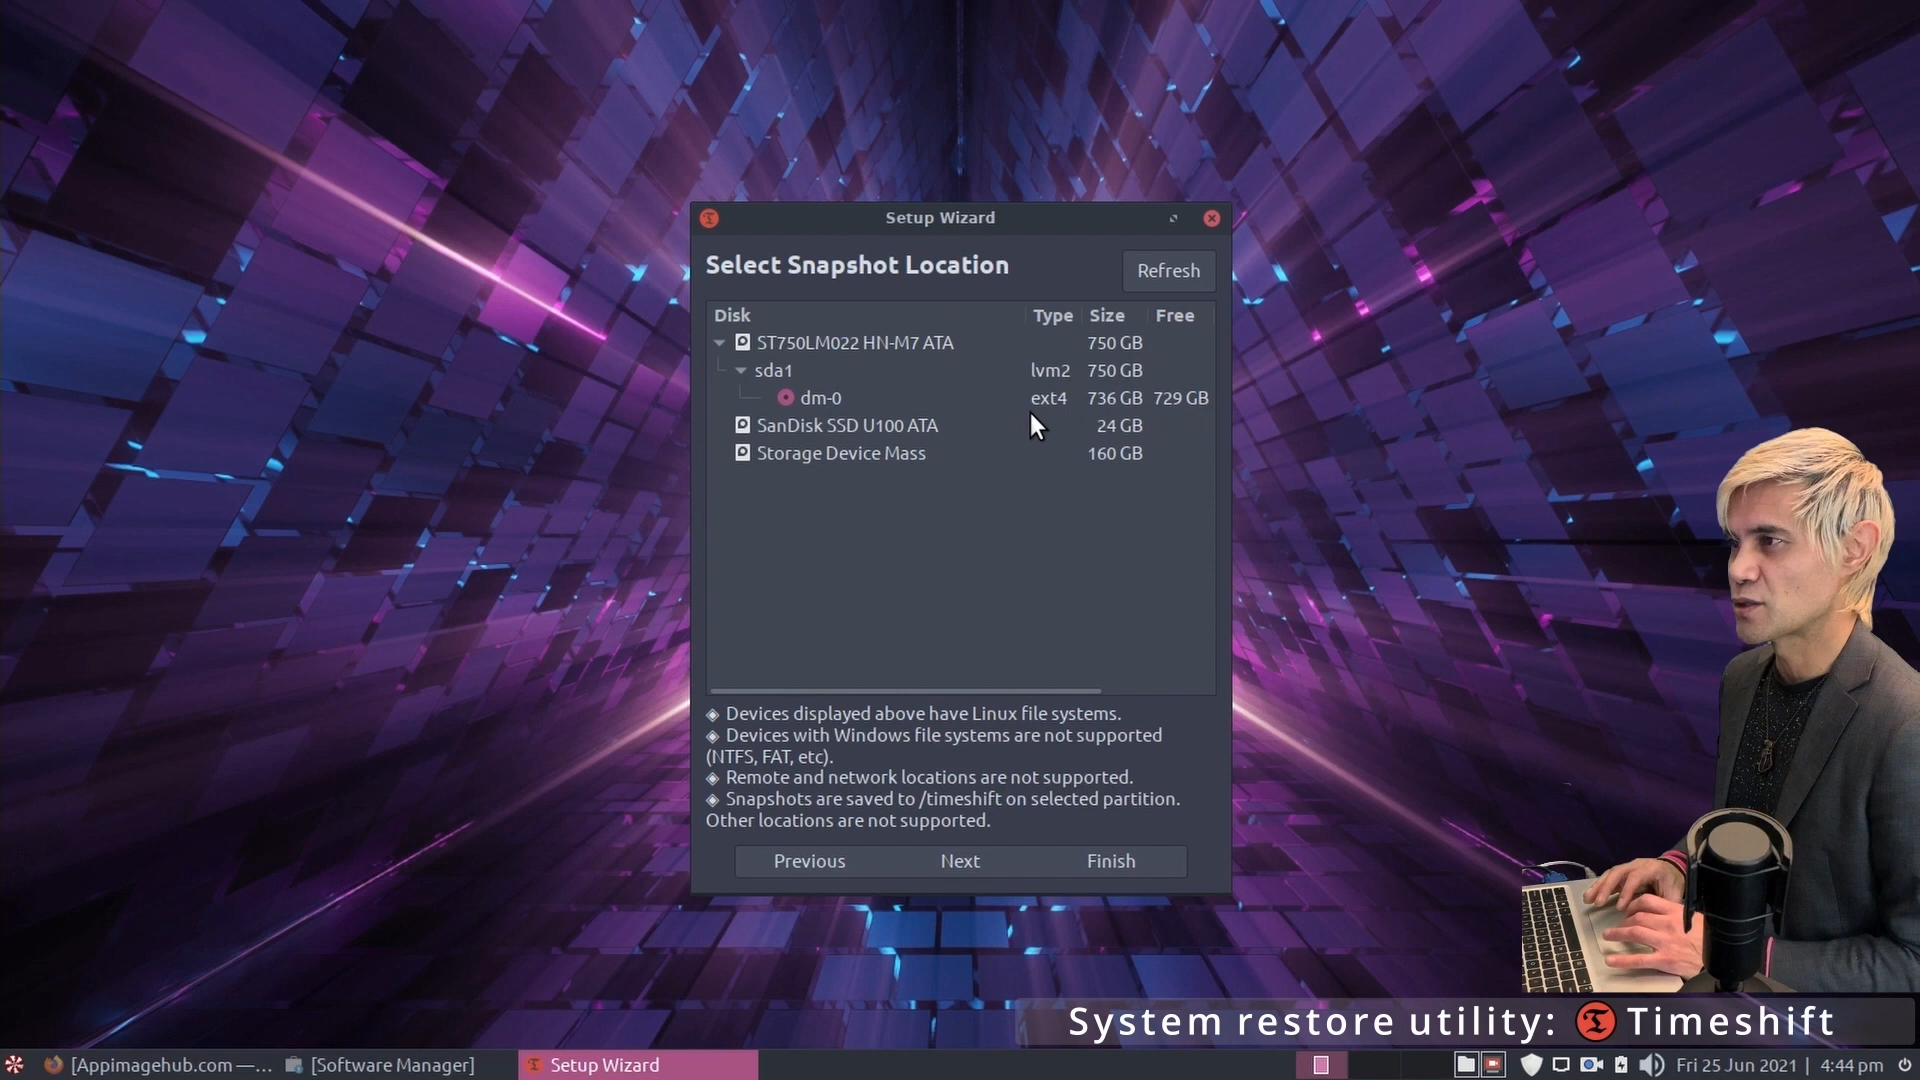 Setup Wizard
Select Snapshot Location
Refresh
Disk Type Size Free
ST750LM022 HN-M7 ATA 750 GB
sda1 lvm2 750 GB
dm-0 ext4 736 GB 729 GB
SanDisk SSD U100 ATA 24 GB
Storage Device Mass 160 GB
◈ Devices displayed above have Linux file systems.
◈ Devices with Windows file systems are not supported
(NTFS, FAT, etc).
◈ Remote and network locations are not supported.
◈ Snapshots are saved to /timeshift on selected partition.
Other locations are not supported.
Previous Next Finish
System restore utility: Timeshift
[Appimagehub.com —... [Software Manager] Setup Wizard Fri 25 Jun 2021 | 4:44 pm